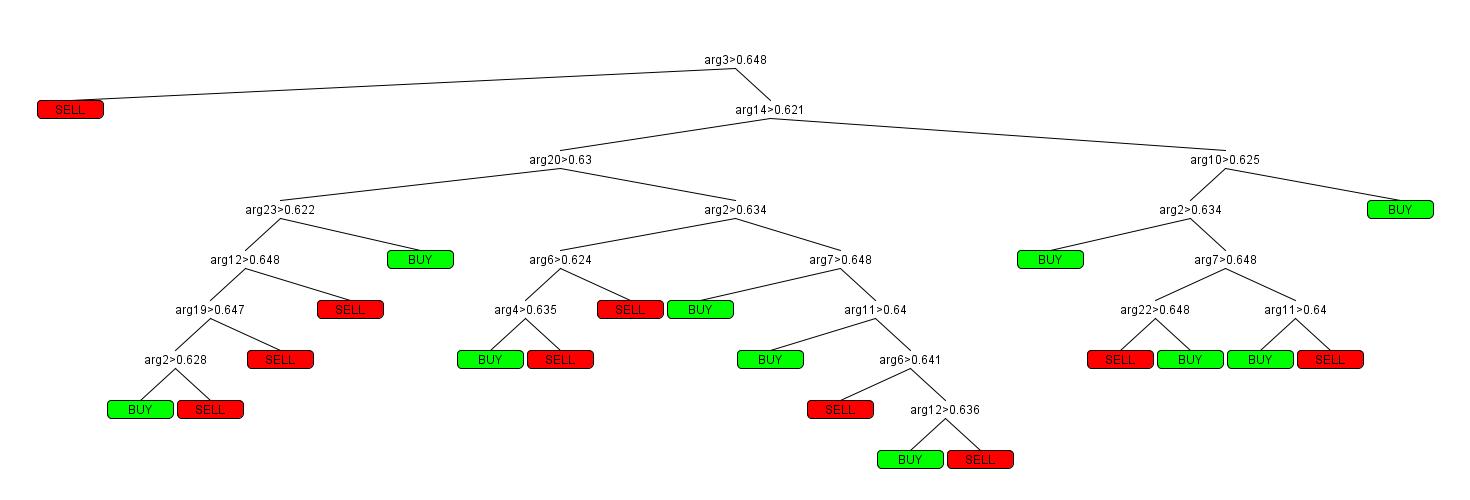 arg3>0.648
SELL
arg14>0.621
arg20>0.63 arg10>0.625
arg23>0.622 arg2>0.634 arg2>0.634 BUY
arg12>0.648 BUY arg6>0.624 arg7>0.648 BUY arg7>0.648
arg19>0.647 SELL arg4>0.635 SELL BUY arg11>0.64 arg22>0.648 arg11>0.64
arg2>0.628 SELL BUY SELL BUY arg6>0.641 SELL BUY BUY SELL
BUY SELL SELL arg12>0.636
BUY SELL